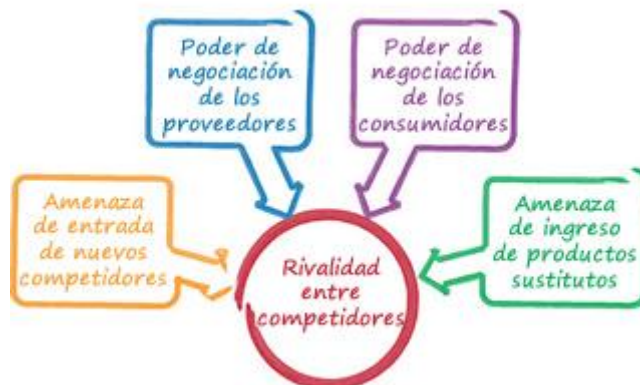 Poder de
negociación
de los
proveedores
Poder de
negociación
de los
consumidores
Amenaza
de entrada
de nuevos
competidores
Rivalidad
entre
competidores
Amenaza
de ingreso
de productos
sustitutos